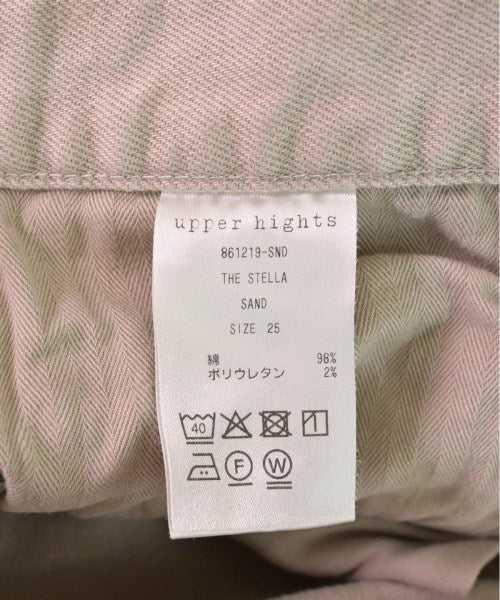 upper hights
861219-SND
THE STELLA
SAND
SIZE 25
綿 98%
ポリウレタン 2%
40
F W